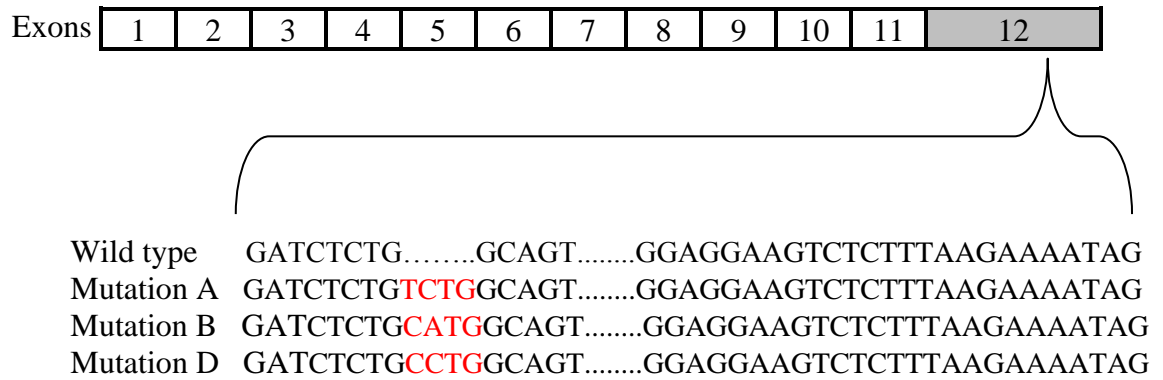 Exons 1 2 3 4 5 6 7 8 9 10 11 12
Wild type GATCTCTG……..GCAGT........GGAGGAAGTCTCTTTAAGAAAATAG
Mutation A GATCTCTGTCTGGCAGT........GGAGGAAGTCTCTTTAAGAAAATAG
Mutation B GATCTCTGCATGGCAGT........GGAGGAAGTCTCTTTAAGAAAATAG
Mutation D GATCTCTGCCTGGCAGT........GGAGGAAGTCTCTTTAAGAAAATAG